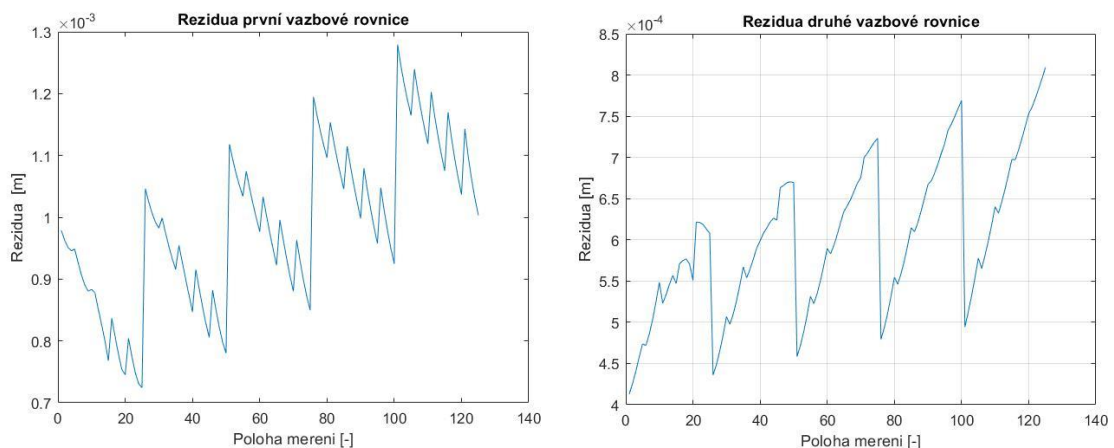 Rezidua první vazbové rovnice
×10⁻³
1.3
1.2
1.1
1
0.9
0.8
0.7
Rezidua [m]
0 20 40 60 80 100 120 140
Poloha mereni [-]
Rezidua druhé vazbové rovnice
×10⁻⁴
8.5
8
7.5
7
6.5
6
5.5
5
4.5
4
Rezidua [m]
0 20 40 60 80 100 120 140
Poloha mereni [-]